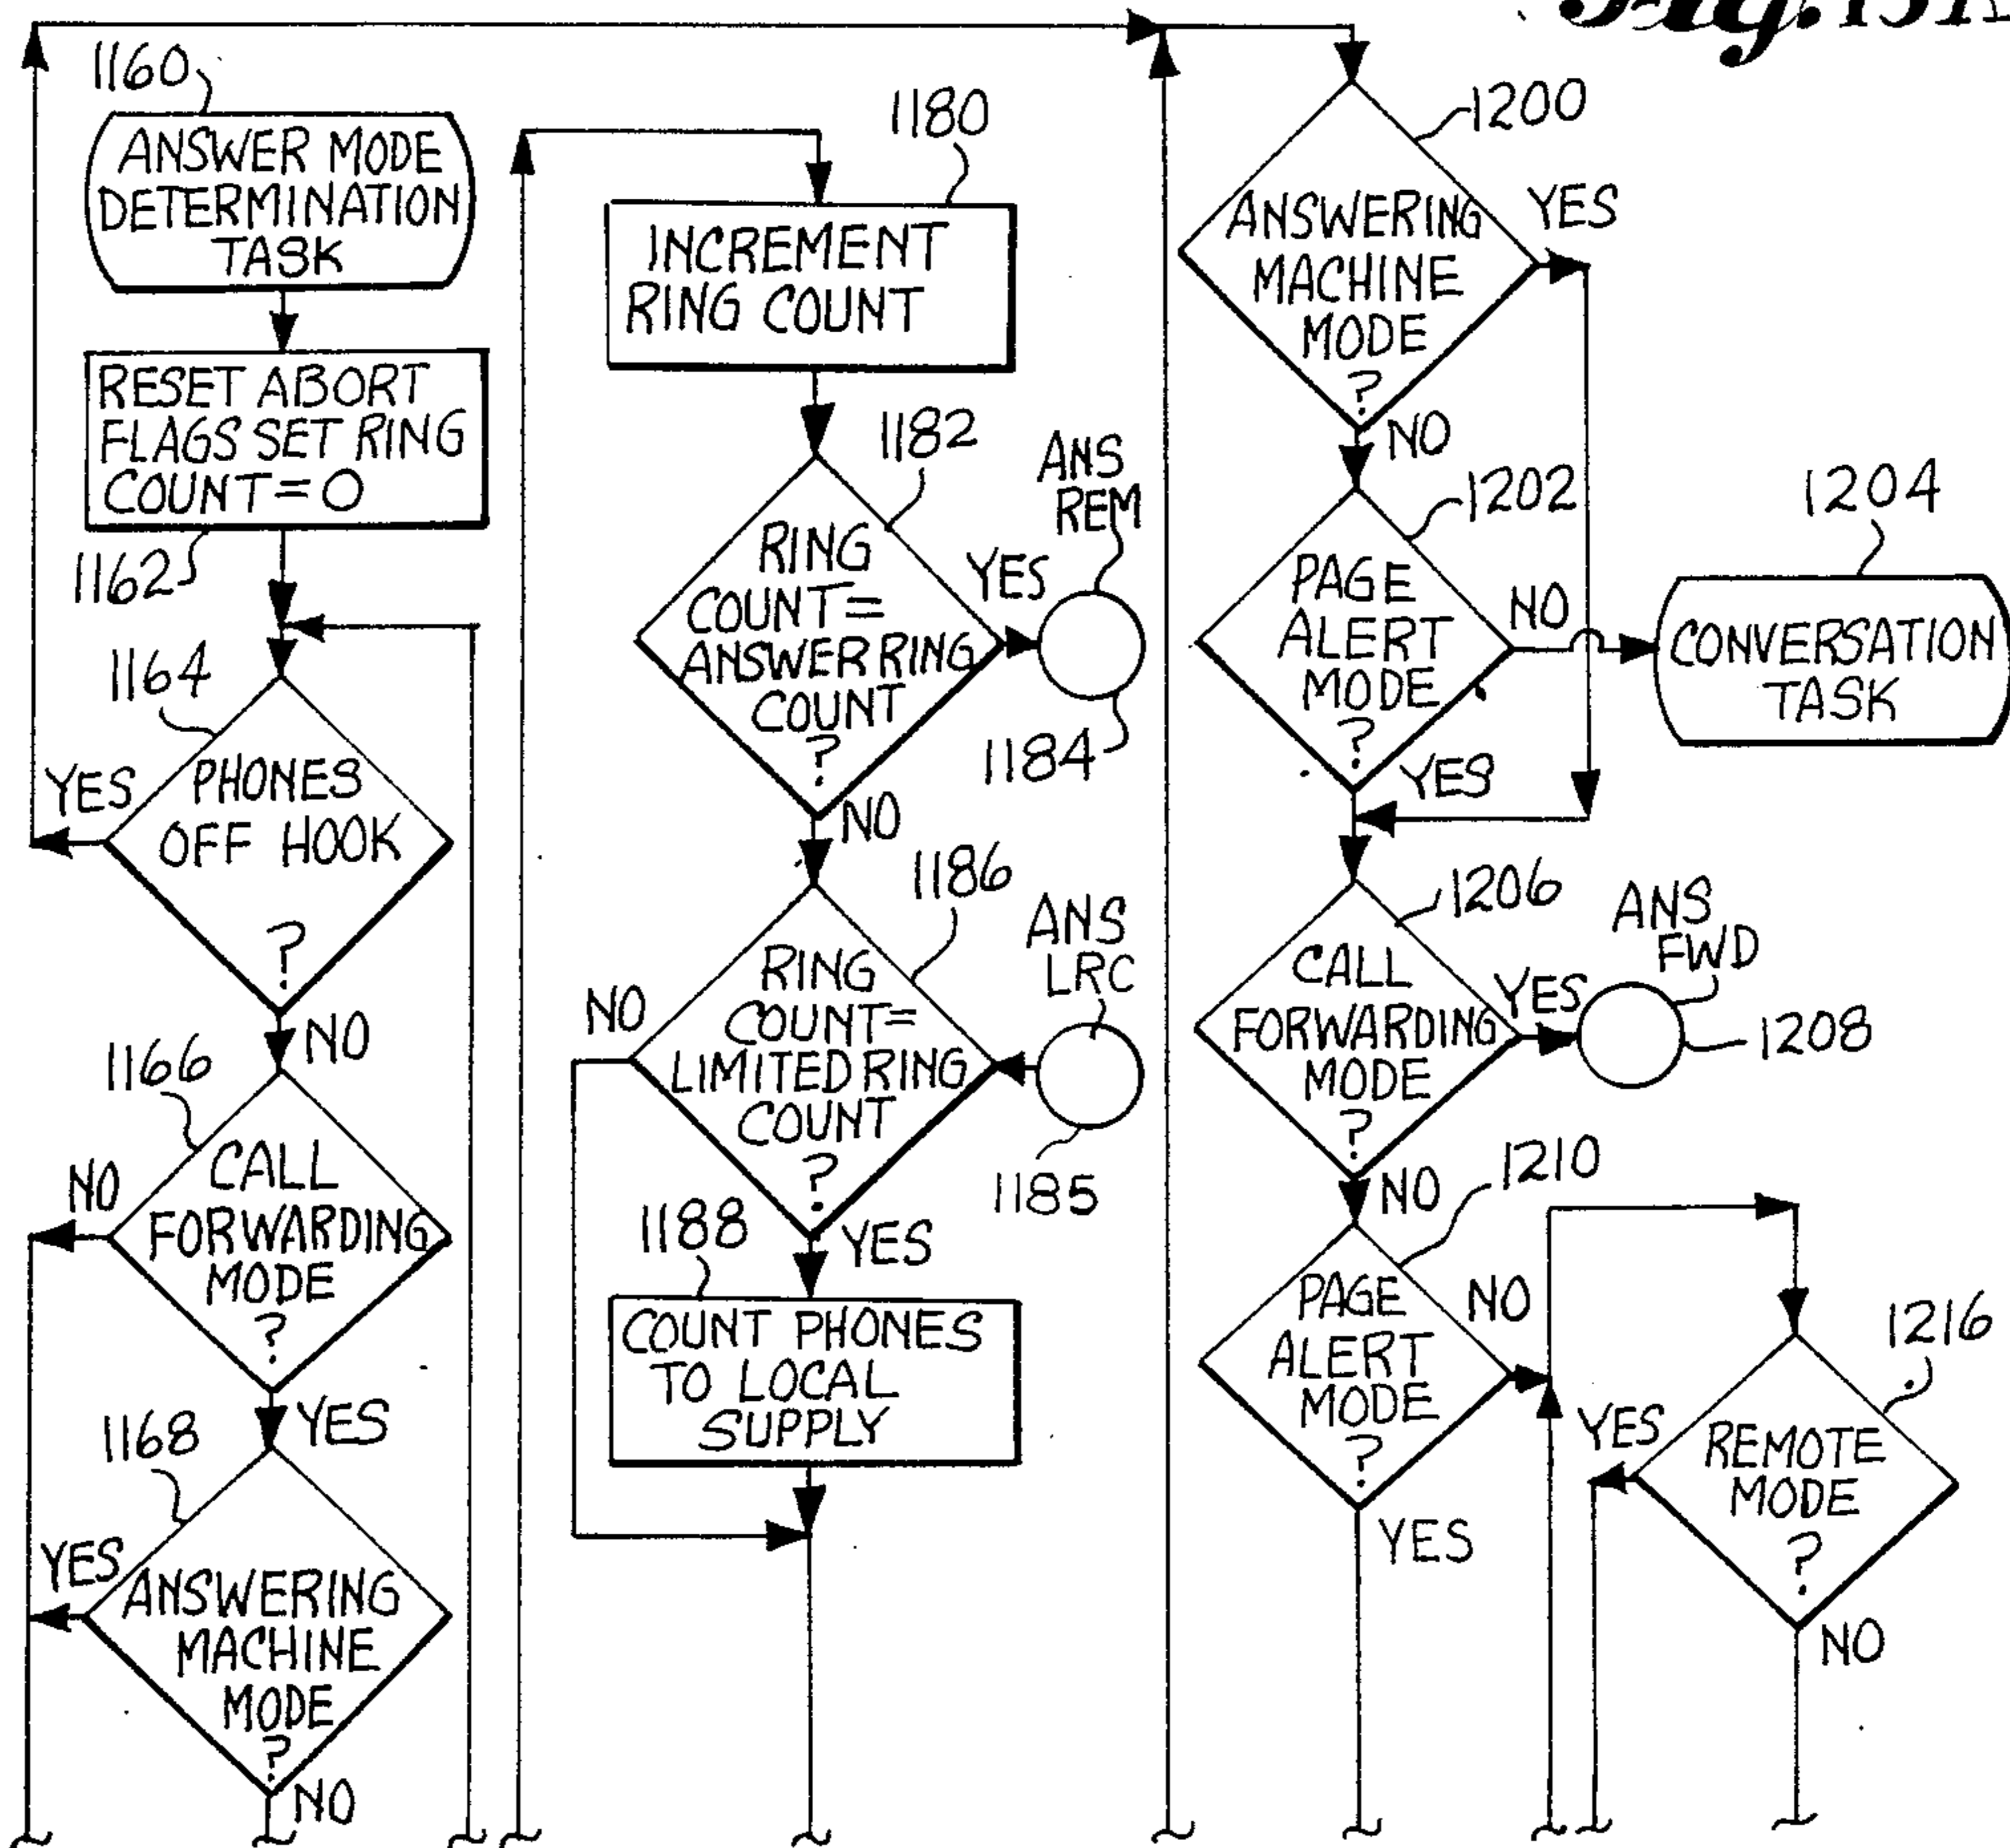 Fig.
1160
ANSWER MODE
DETERMINATION
TASK
RESET ABORT
FLAGS SET RING
COUNT=0
1162
1164
PHONES
OFF HOOK
?
YES
NO
1166
CALL
FORWARDING
MODE
?
NO
YES
1168
ANSWERING
MACHINE
MODE
?
YES
NO
1180
INCREMENT
RING COUNT
1182
RING
COUNT=
ANSWER RING
COUNT
?
YES
ANS
REM
1184
NO
1186
RING
COUNT=
LIMITED RING
COUNT
?
NO
ANS
LRC
1185
YES
1188
COUNT PHONES
TO LOCAL
SUPPLY
1200
ANSWERING
MACHINE
MODE
?
YES
NO
1202
PAGE
ALERT
MODE
?
NO
1204
CONVERSATION
TASK
YES
1206
CALL
FORWARDING
MODE
?
YES
ANS
FWD
1208
NO
1210
PAGE
ALERT
MODE
?
NO
YES
1216
REMOTE
MODE
?
YES
NO